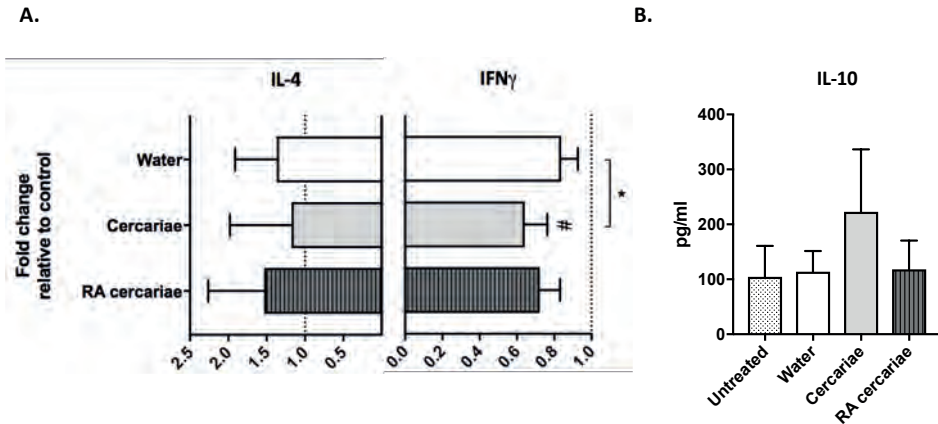 A.
B.
IL-4
IFNγ
Fold change
relative to control
Water
Cercariae
RA cercariae
*
#
2.5
2.0
1.5
1.0
0.5
0.0
0.2
0.4
0.6
0.8
1.0
IL-10
pg/ml
400
300
200
100
0
Untreated
Water
Cercariae
RA cercariae